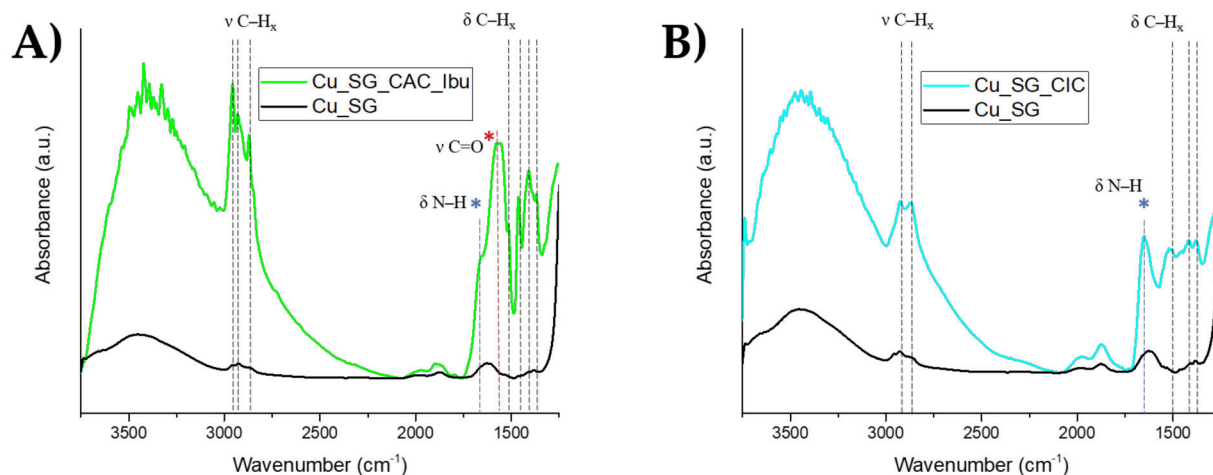 A)
ν C–Hₓ
δ C–Hₓ
Cu_SG_CAC_Ibu
Cu_SG
ν C=O *
δ N–H *
Absorbance (a.u.)
3500 3000 2500 2000 1500
Wavenumber (cm⁻¹)
B)
ν C–Hₓ
δ C–Hₓ
Cu_SG_CIC
Cu_SG
δ N–H
*
Absorbance (a.u.)
3500 3000 2500 2000 1500
Wavenumber (cm⁻¹)